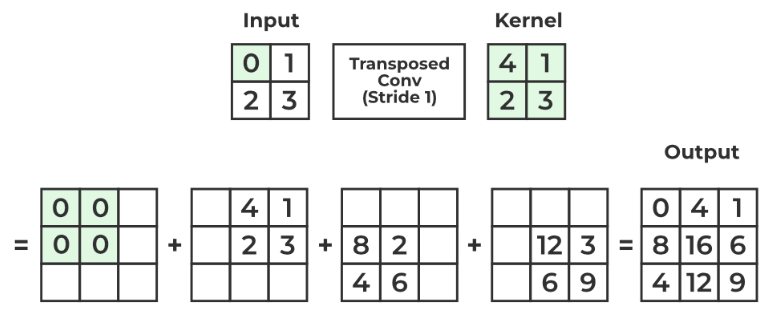 Input Kernel
0 1 Transposed 4 1
Conv
2 3 (Stride 1) 2 3
Output
0 0 4 1 0 4 1
= 0 0 + 2 3 + 8 2 + 12 3 = 8 16 6
4 6 6 9 4 12 9